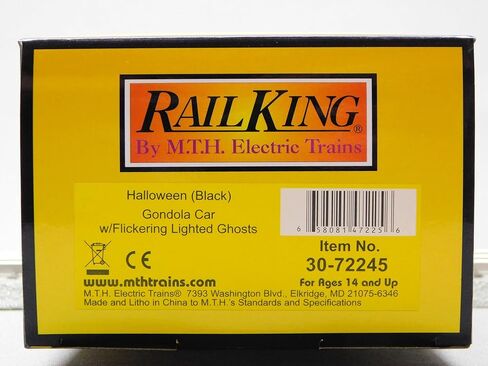 RAILKING®
By M.T.H. Electric Trains
Halloween (Black)
Gondola Car
w/Flickering Lighted Ghosts
6 58081 47225 6
Item No.
30-72245
CE
www.mthtrains.com
For Ages 14 and Up
M.T.H. Electric Trains® 7393 Washington Blvd., Elkridge, MD 21075-6346
Made and Litho in China to M.T.H.'s Standards and Specifications